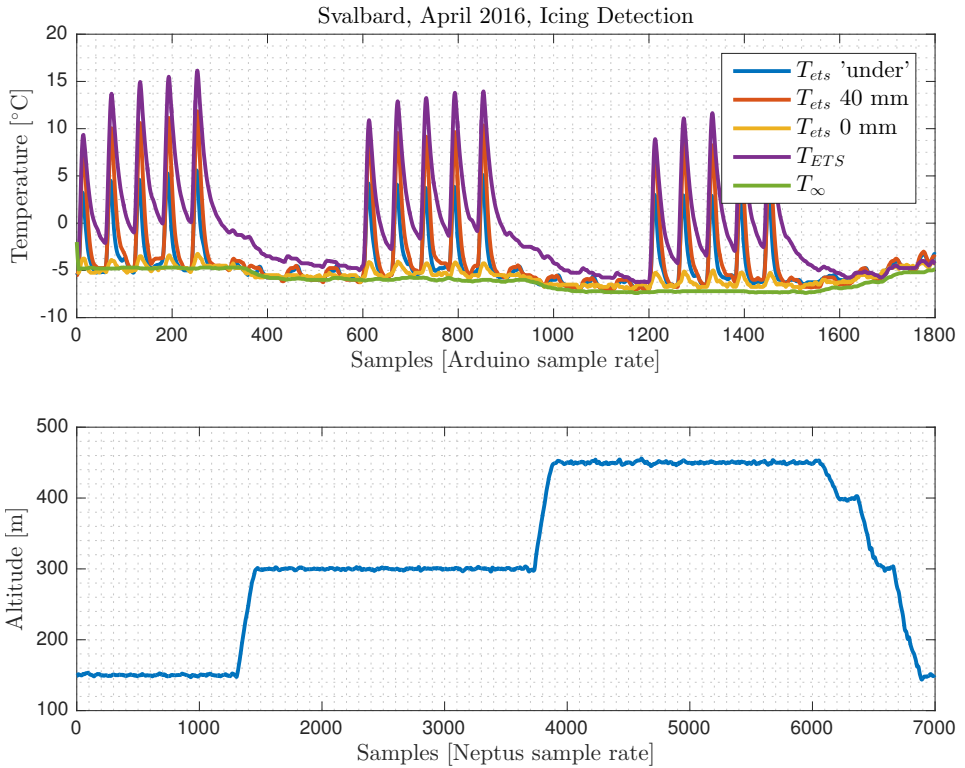 Svalbard, April 2016, Icing Detection
20
15
10
5
0
-5
-10
Temperature [°C]
T_ets 'under'
T_ets 40 mm
T_ets 0 mm
T_ETS
T_∞
0 200 400 600 800 1000 1200 1400 1600 1800
Samples [Arduino sample rate]
500
400
300
200
100
Altitude [m]
0 1000 2000 3000 4000 5000 6000 7000
Samples [Neptus sample rate]